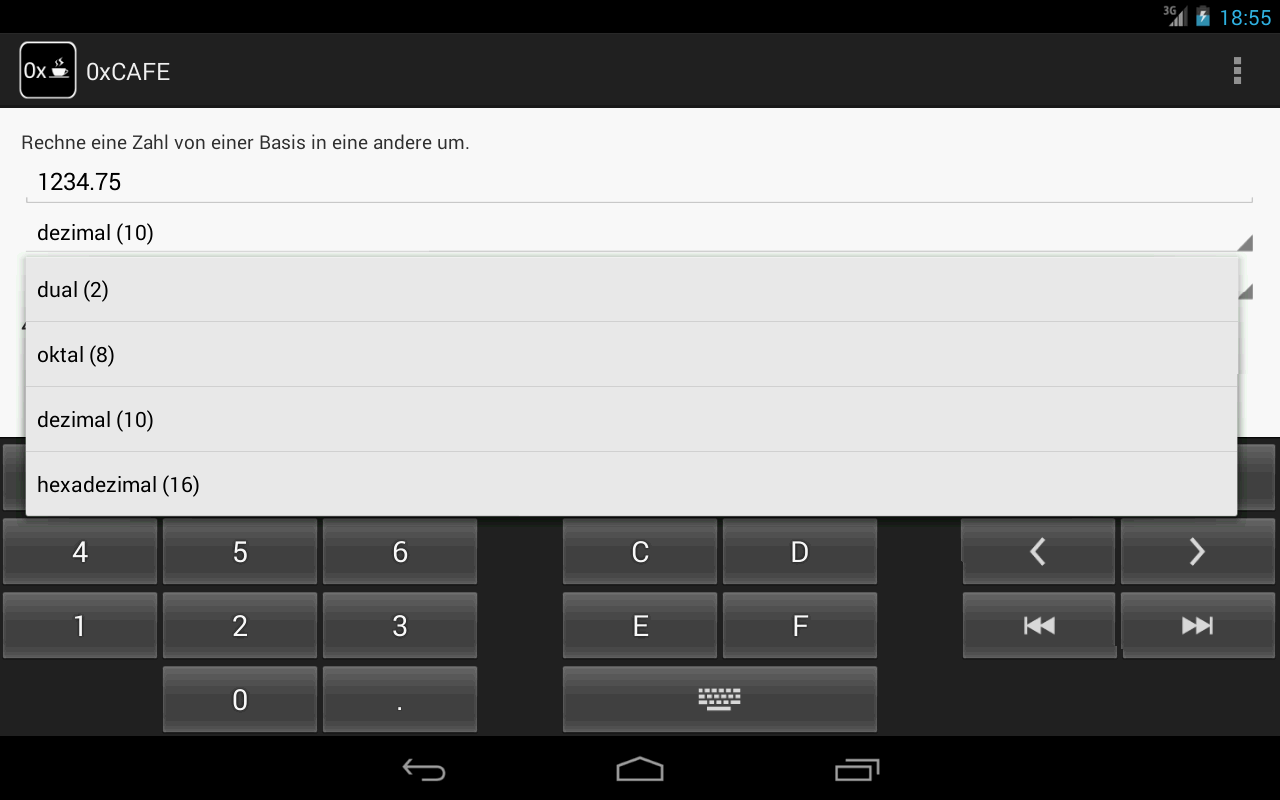 3G 18:55
0x 0xCAFE
Rechne eine Zahl von einer Basis in eine andere um.
1234.75
dezimal (10)
dual (2)
oktal (8)
dezimal (10)
hexadezimal (16)
4 5 6 C D
1 2 3 E F
0 .